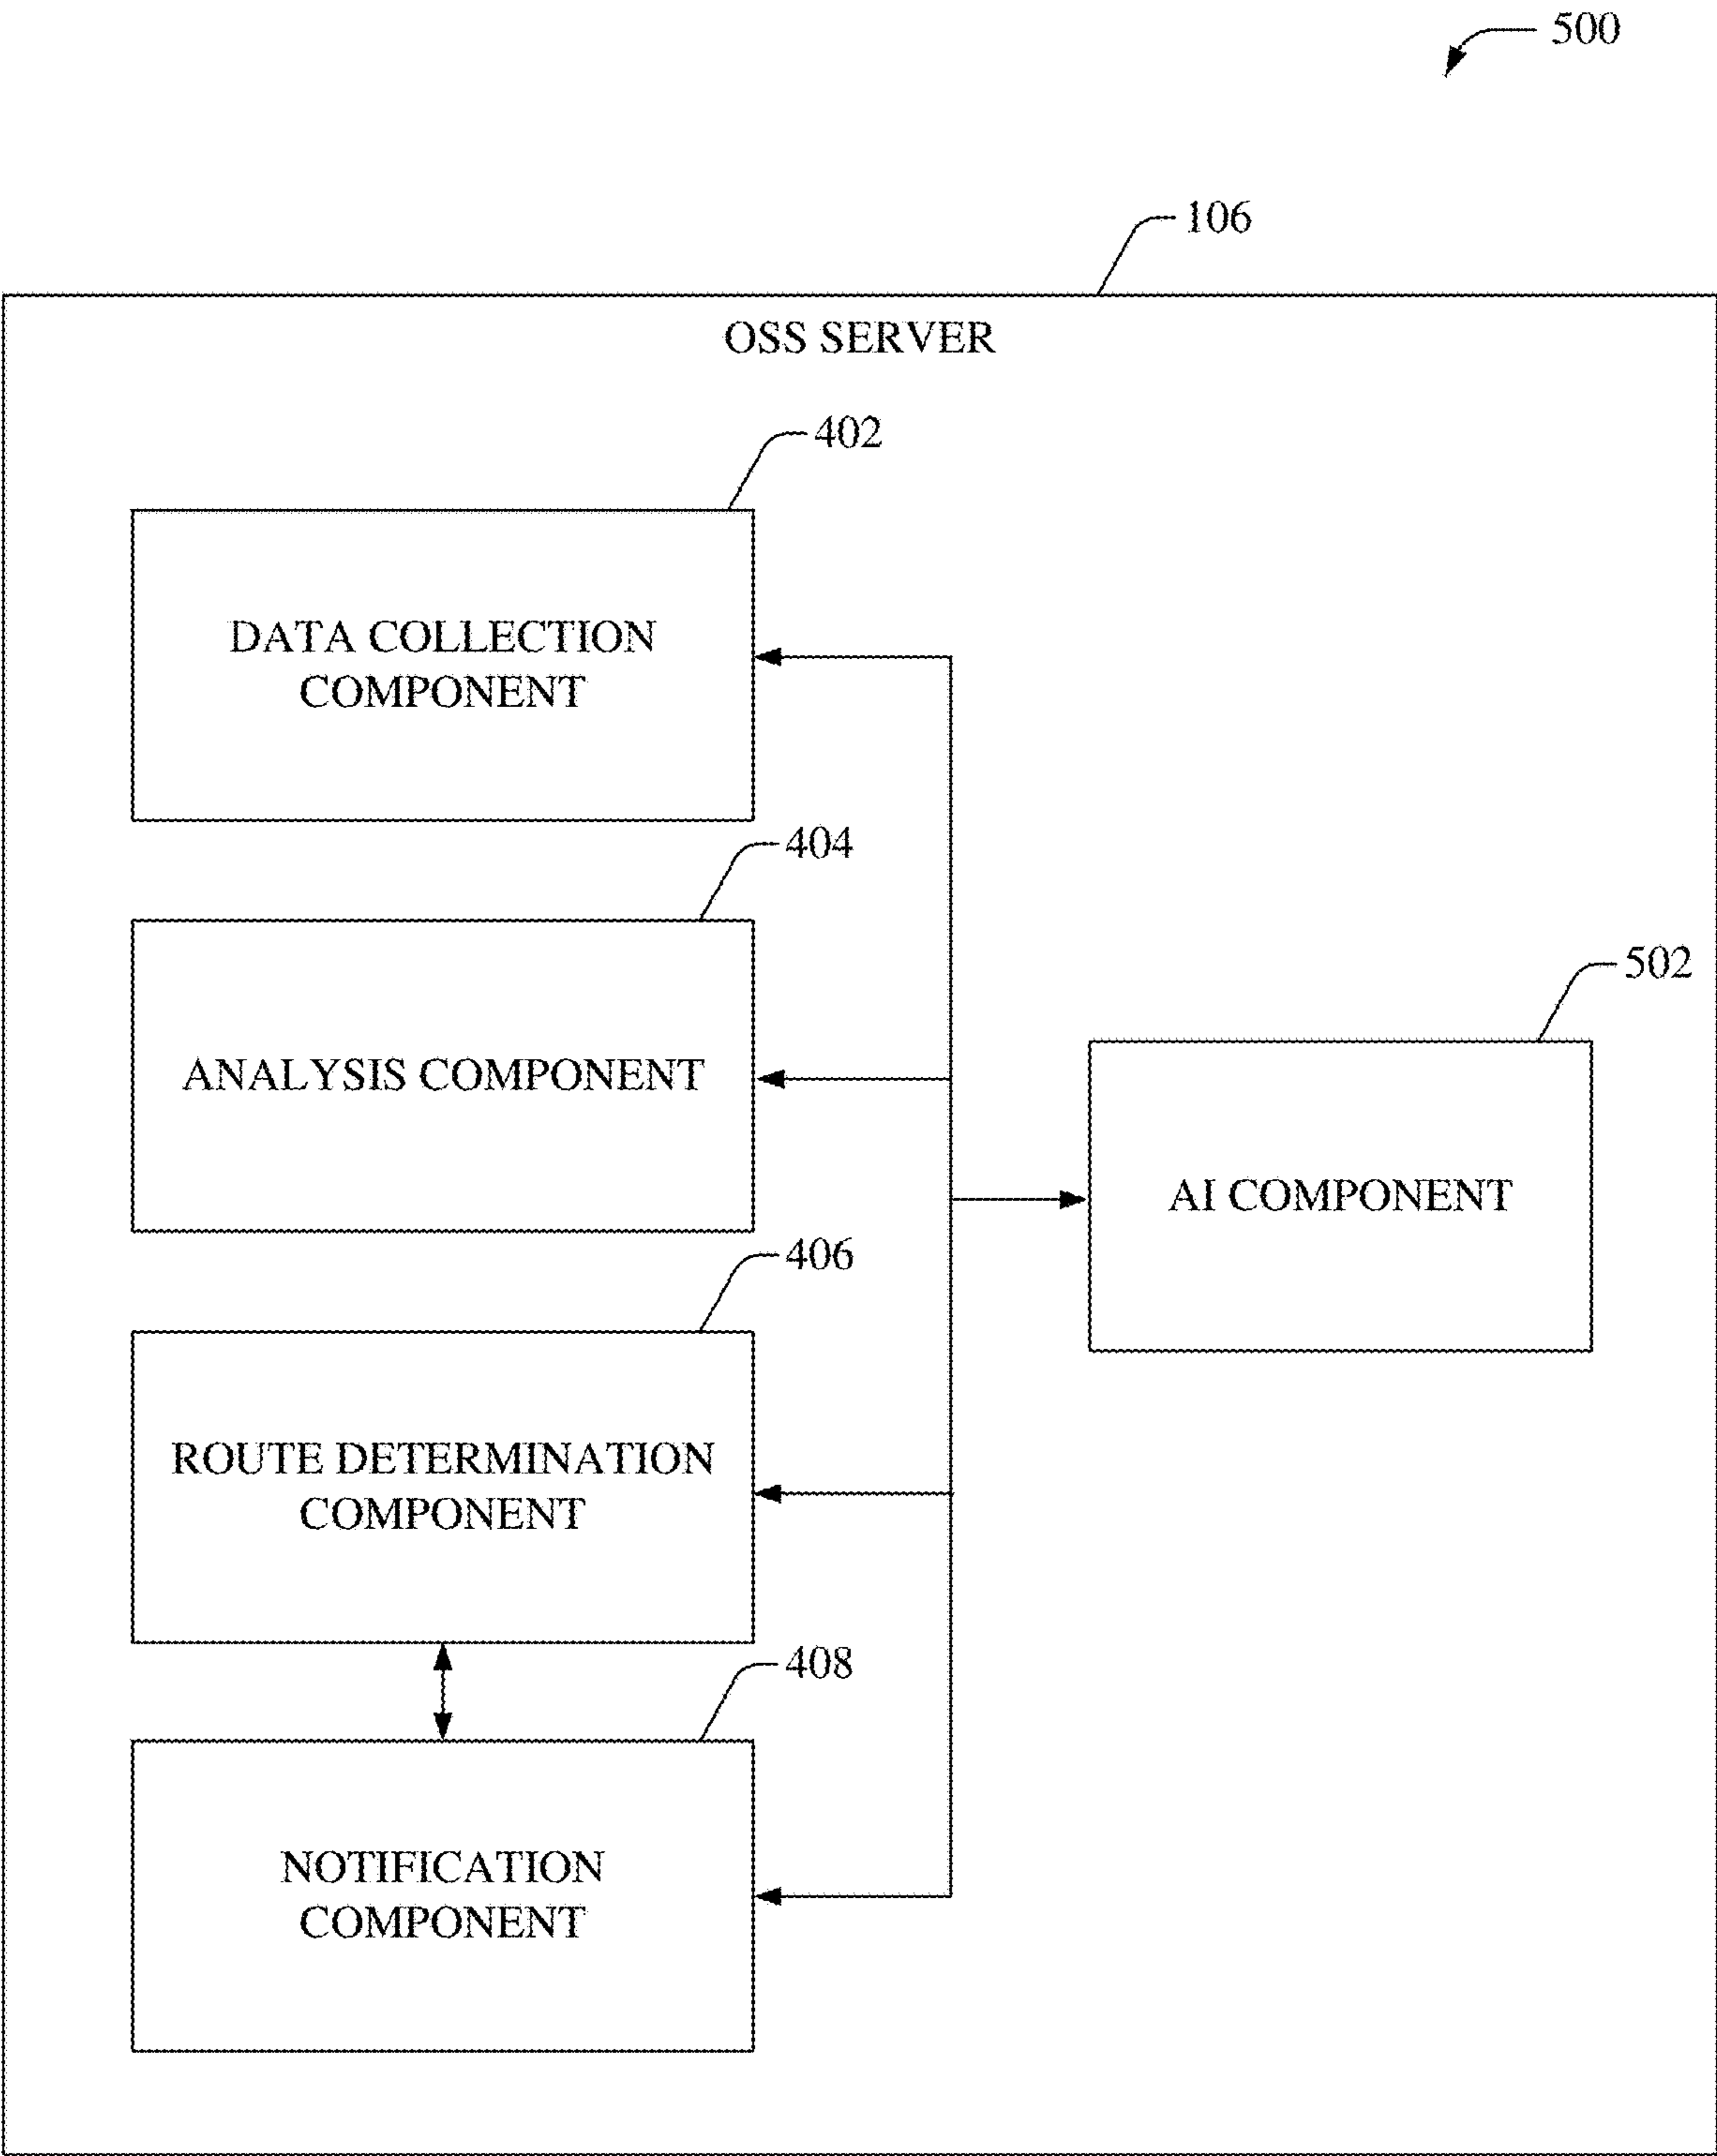 500
106
OSS SERVER
402
DATA COLLECTION
COMPONENT
404
ANALYSIS COMPONENT
502
AI COMPONENT
406
ROUTE DETERMINATION
COMPONENT
408
NOTIFICATION
COMPONENT